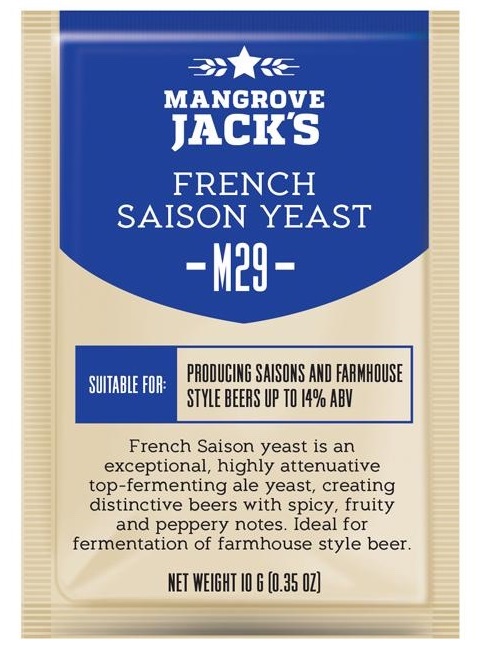 MANGROVE
JACK'S
FRENCH
SAISON YEAST
-M29-
SUITABLE FOR:
PRODUCING SAISONS AND FARMHOUSE
STYLE BEERS UP TO 14% ABV
French Saison yeast is an
exceptional, highly attenuative
top-fermenting ale yeast, creating
distinctive beers with spicy, fruity
and peppery notes. Ideal for
fermentation of farmhouse style beer.
NET WEIGHT 10 G (0.35 OZ)